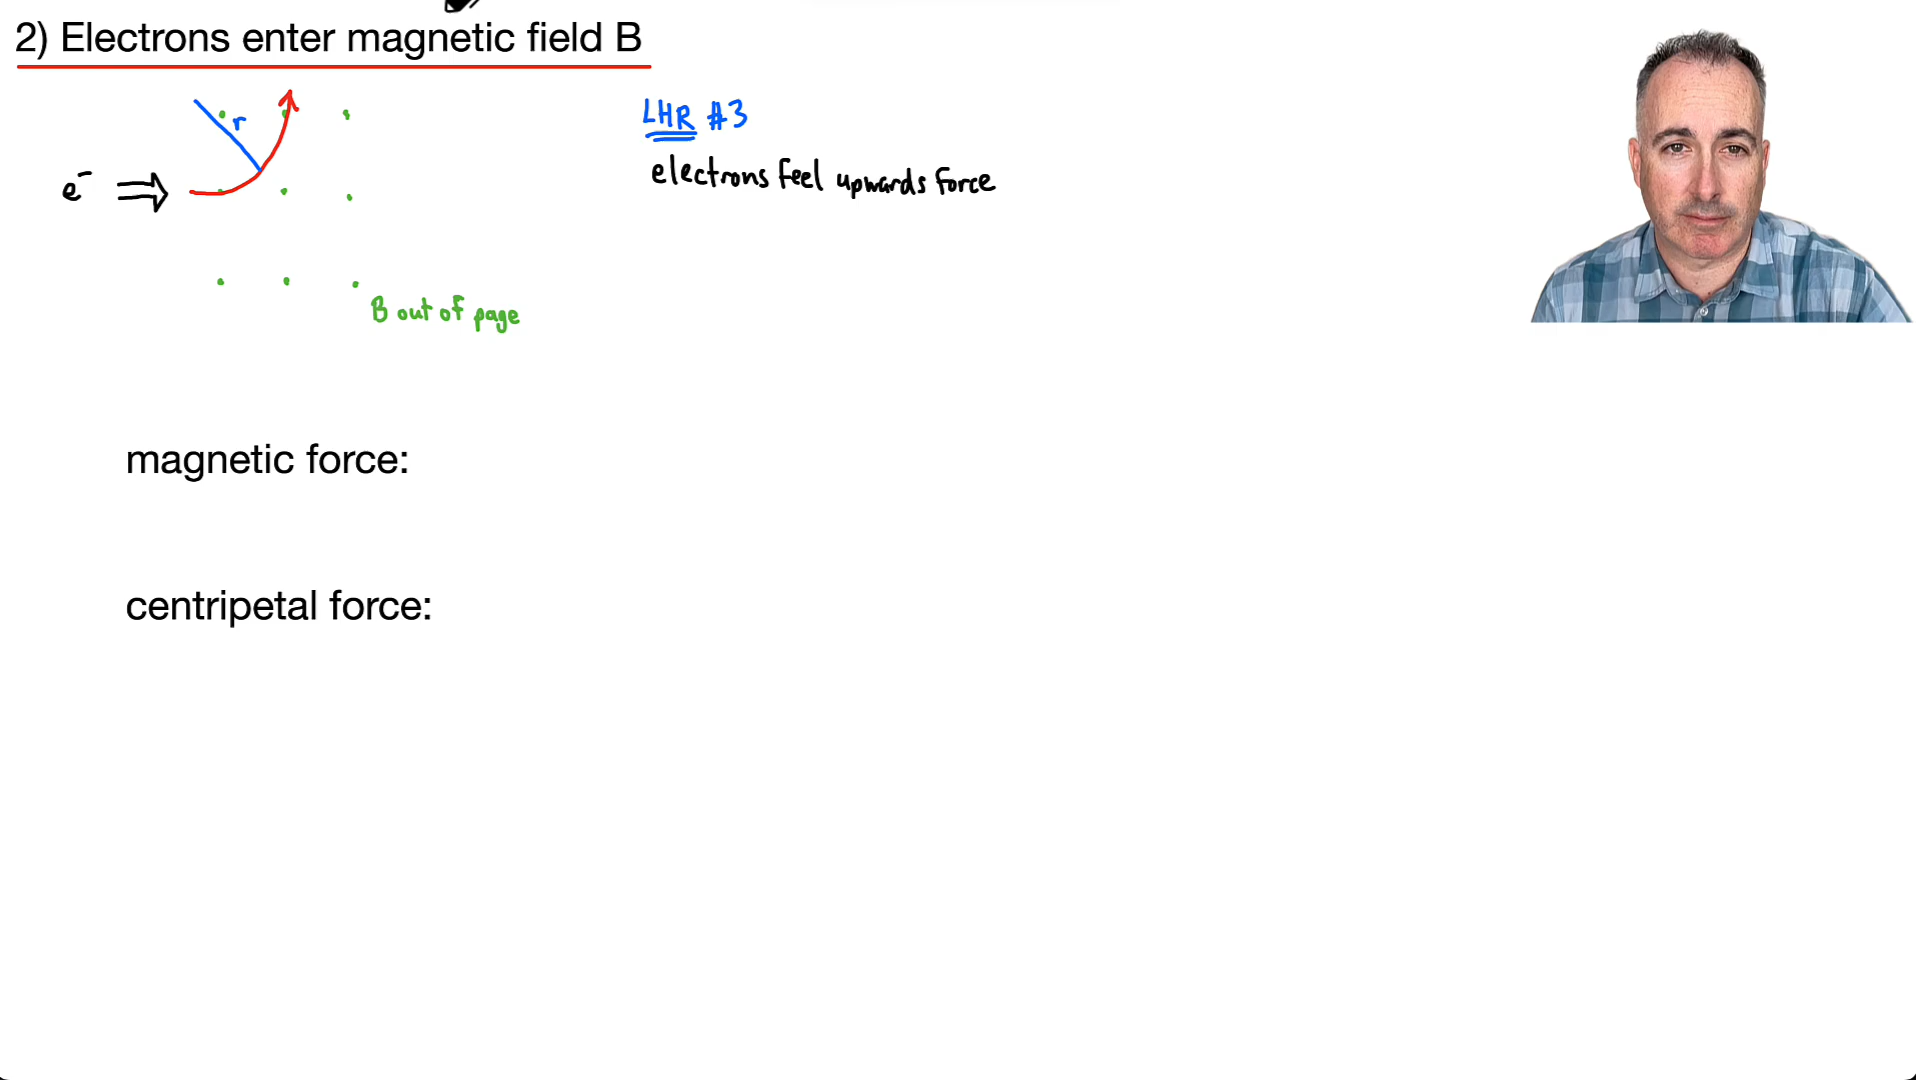 2) Electrons enter magnetic field B
r
LHR #3
e⁻
electrons feel upwards force
B out of page
magnetic force:
centripetal force: